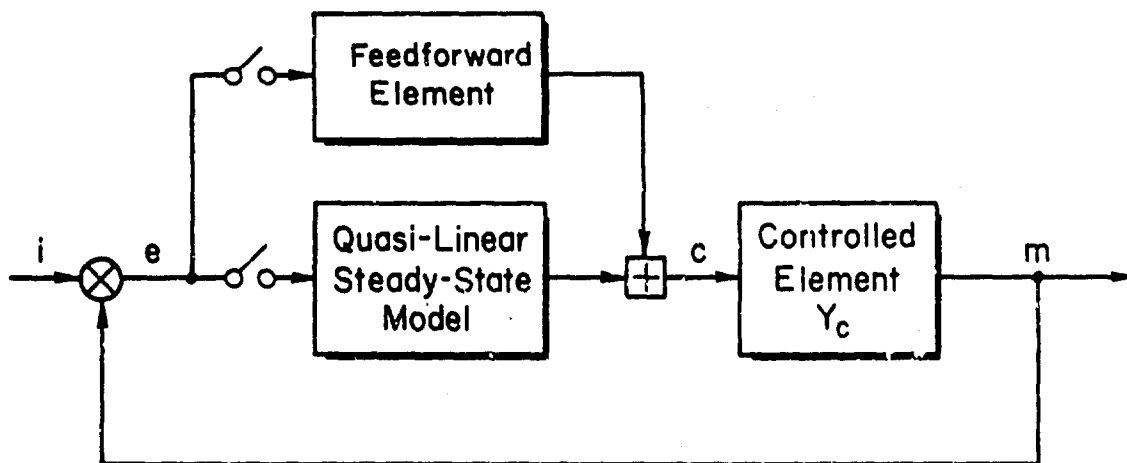 Feedforward
Element
i
e
Quasi-Linear
Steady-State
Model
+
c
Controlled
Element
Yc
m